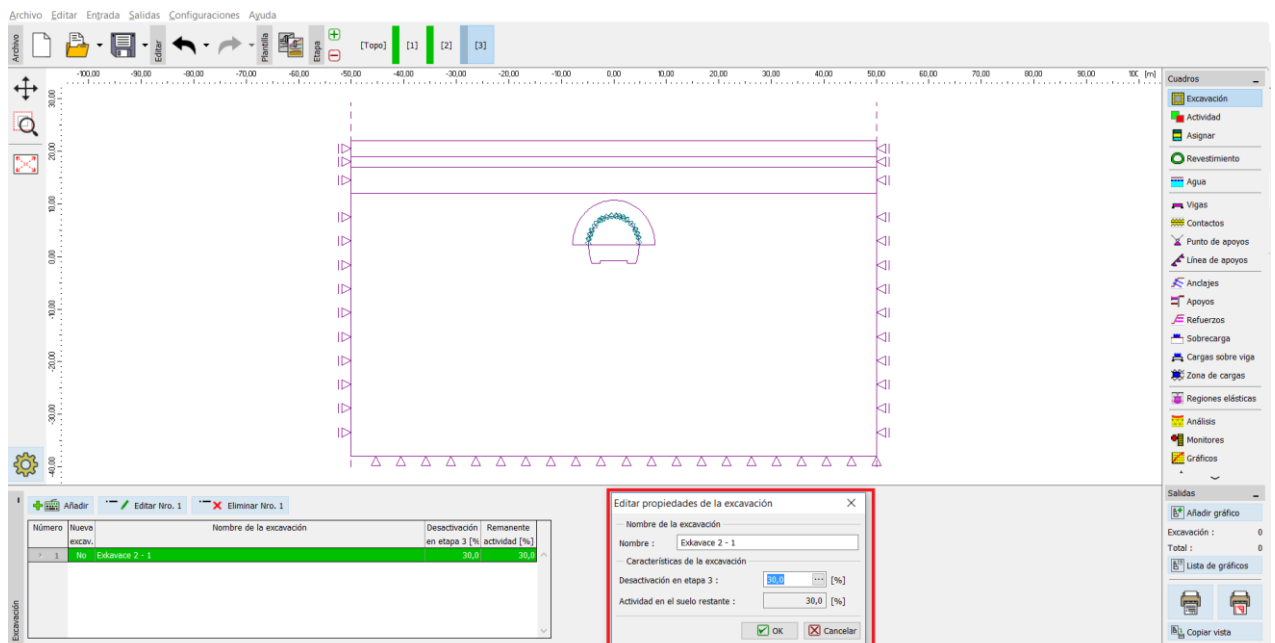 Archivo Editar Entrada Salidas Configuraciones Ayuda
Archivo Editar Plantilla Etapa [Topo] [1] [2] [3]
-100,00 -90,00 -80,00 -70,00 -60,00 -50,00 -40,00 -30,00 -20,00 -10,00 0,00 10,00 20,00 30,00 40,00 50,00 60,00 70,00 80,00 90,00 [m]
30,00
20,00
10,00
0,00
-10,00
-20,00
-30,00
-40,00
Cuadros
Excavación
Actividad
Asignar
Revestimiento
Agua
Vigas
Contactos
Punto de apoyos
Línea de apoyos
Anclajes
Apoyos
Refuerzos
Sobrecarga
Cargas sobre viga
Zona de cargas
Regiones elásticas
Análisis
Monitores
Gráficos
Excavación
Añadir Editar Nro. 1 Eliminar Nro. 1
Número Nueva Nombre de la excavación Desactivación Remanente
excav. en etapa 3 [% actividad [%]
1 No Exkavace 2 - 1 30,0 30,0
Editar propiedades de la excavación
Nombre de la excavación
Nombre : Exkavace 2 - 1
Características de la excavación
Desactivación en etapa 3 : 30,0 ... [%]
Actividad en el suelo restante : 30,0 [%]
OK Cancelar
Salidas
Añadir gráfico
Excavación : 0
Total : 0
Lista de gráficos
Copiar vista